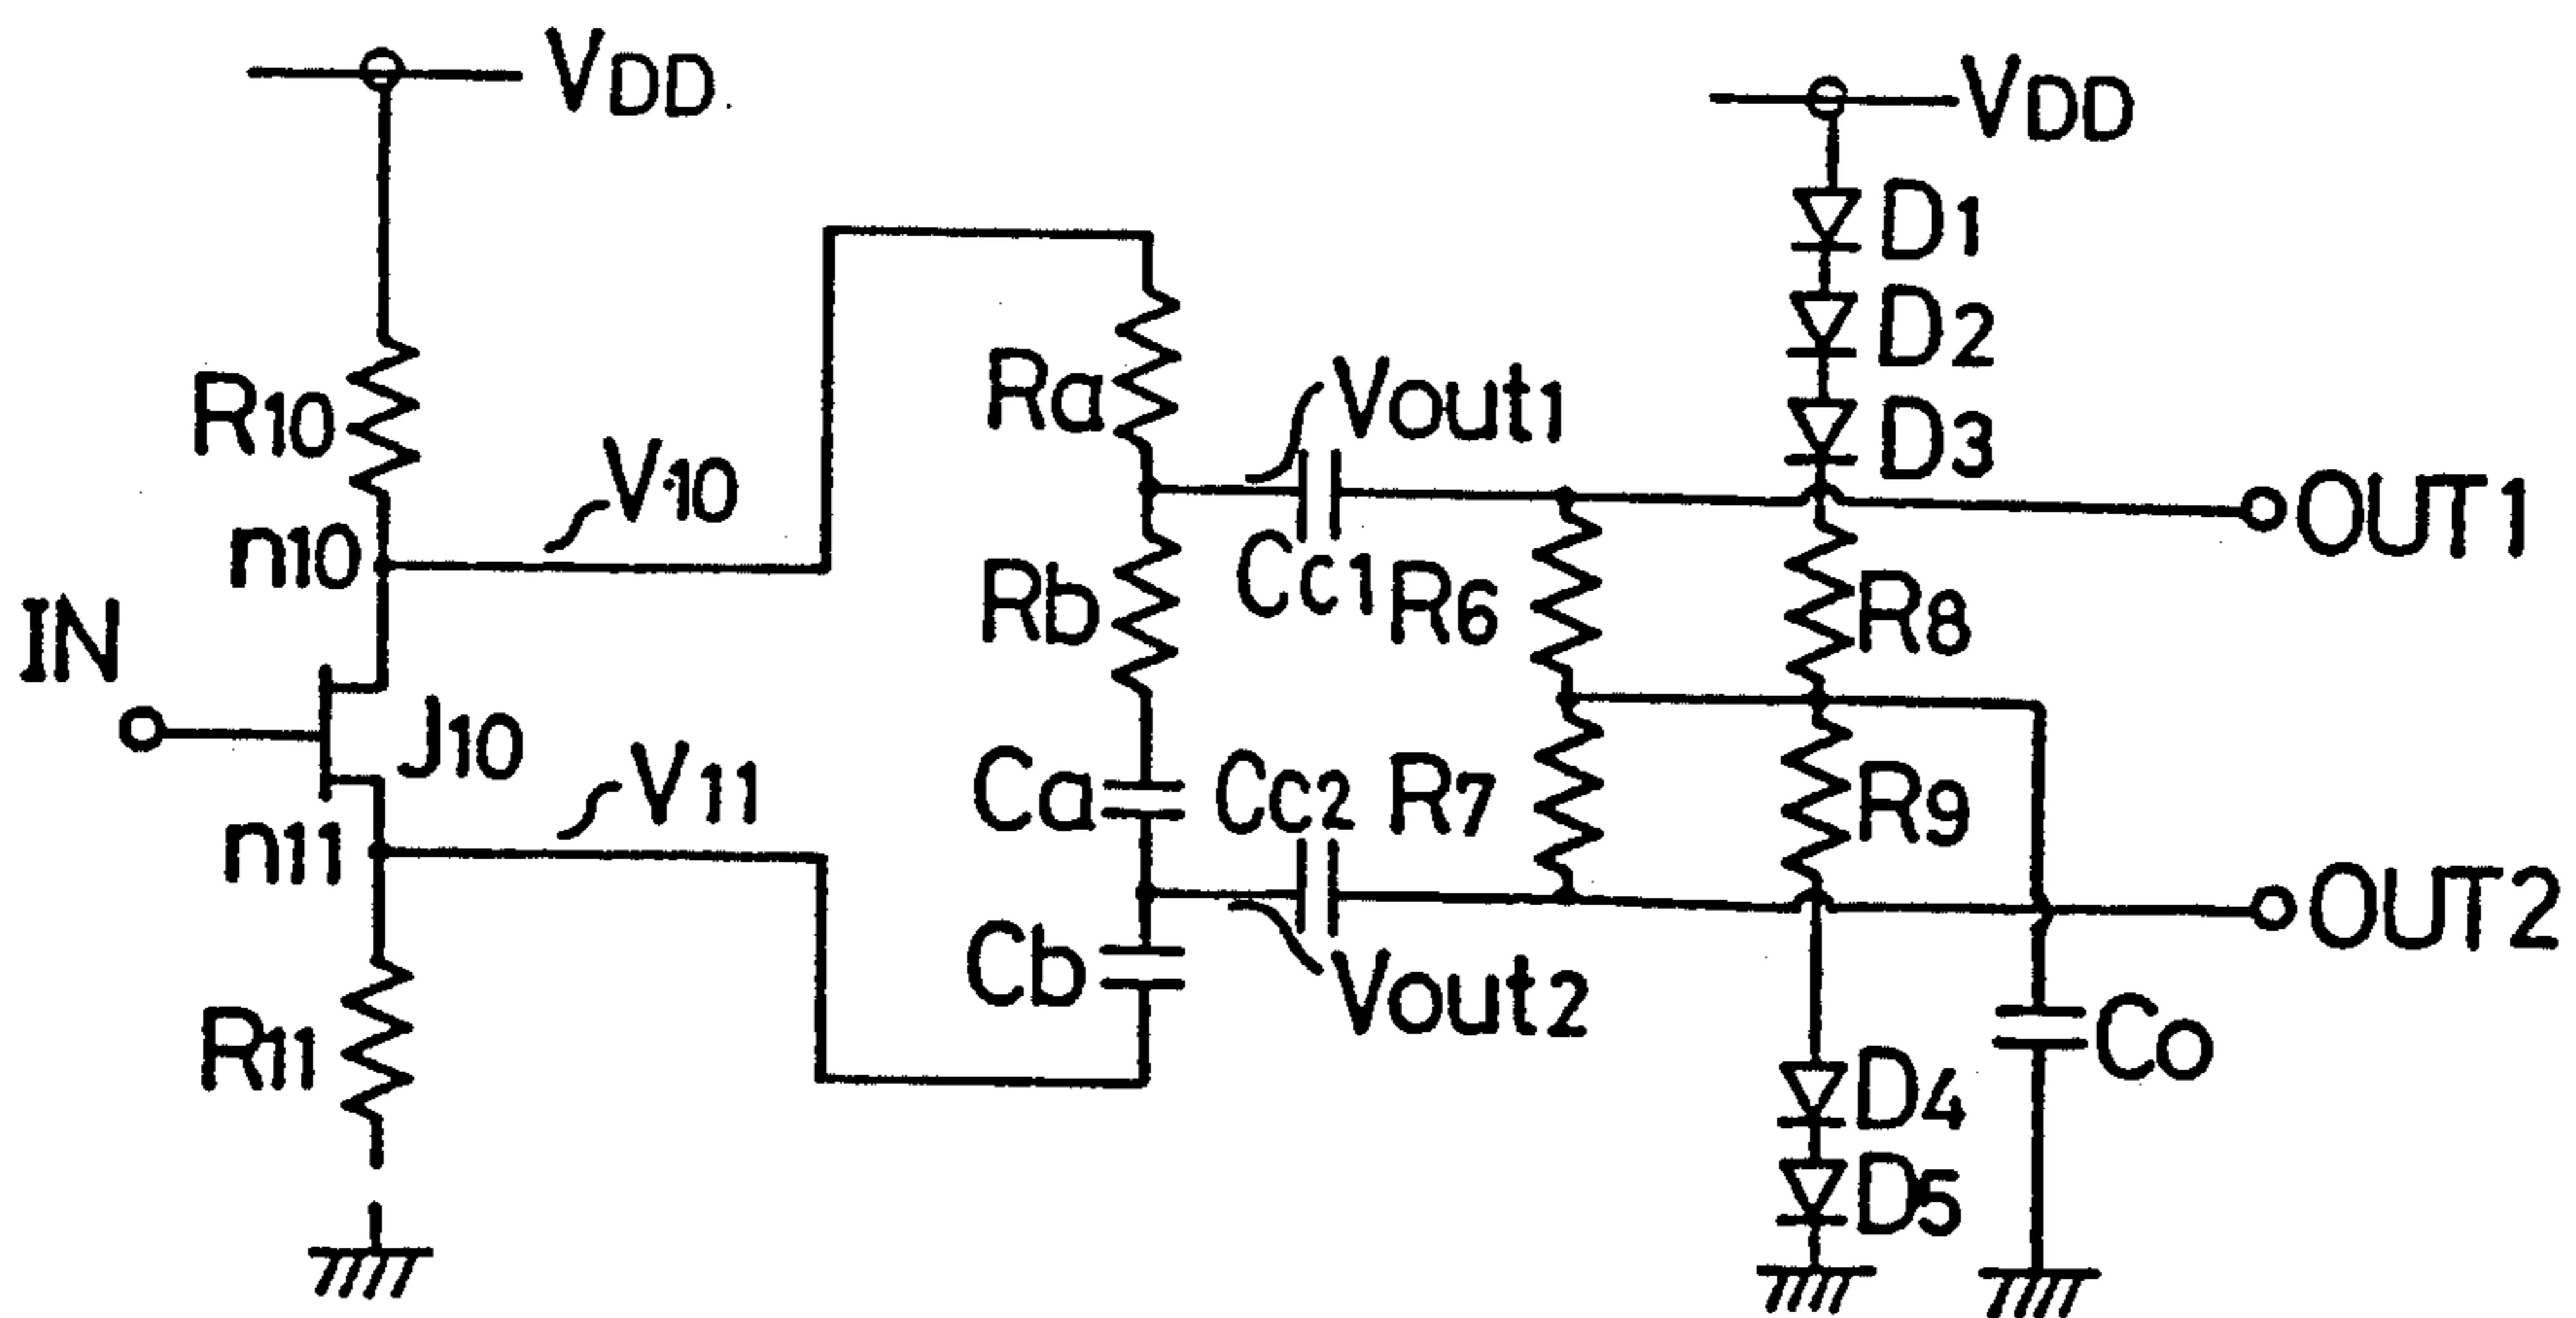 VDD
VDD
D1
D2
Ra
Vout1
R10
D3
V10
OUT1
n10
Cc1
R6
Rb
R8
IN
J10
V11
Ca
Cc2
R7
R9
n11
OUT2
Cb
Vout2
R11
Co
D4
D5